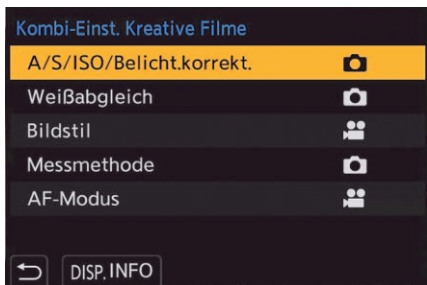 Kombi-Einst. Kreative Filme
A/S/ISO/Belicht.korrekt.
Weißabgleich
Bildstil
Messmethode
AF-Modus
DISP. INFO